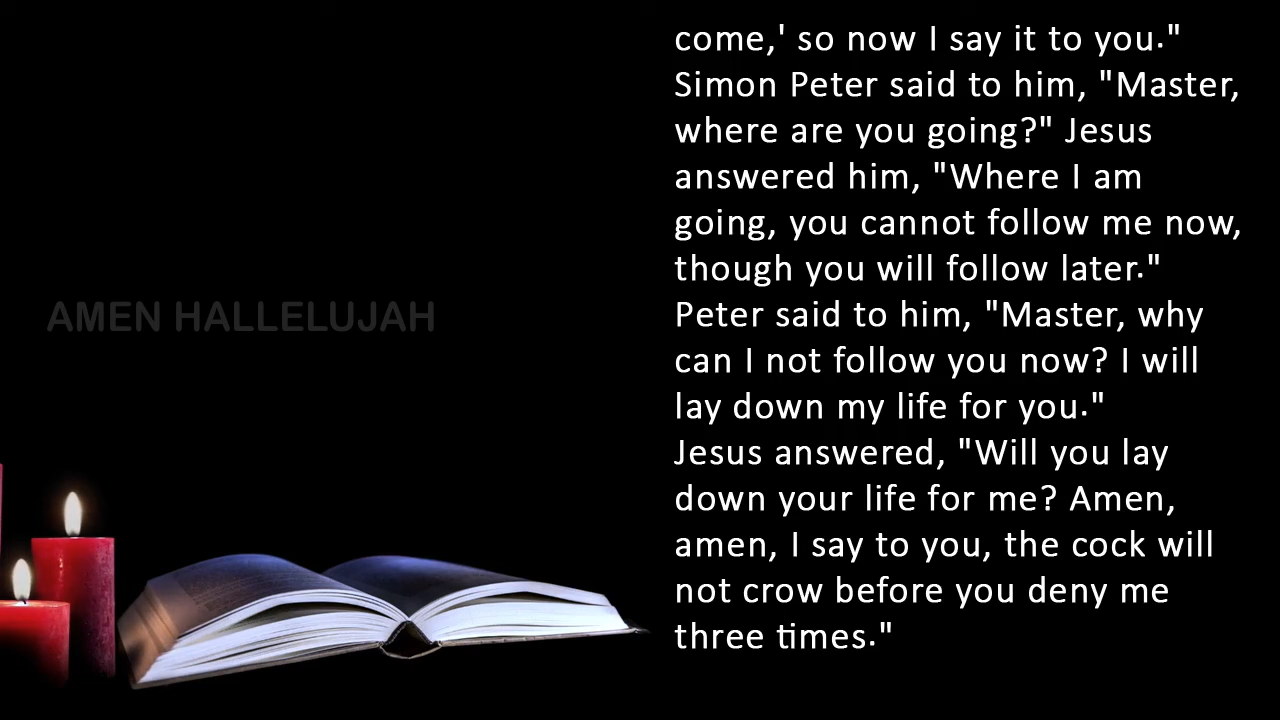 come,' so now I say it to you."
Simon Peter said to him, "Master,
where are you going?" Jesus
answered him, "Where I am
going, you cannot follow me now,
though you will follow later."
Peter said to him, "Master, why
can I not follow you now? I will
lay down my life for you."
Jesus answered, "Will you lay
down your life for me? Amen,
amen, I say to you, the cock will
not crow before you deny me
three times."
AMEN HALLELUJAH